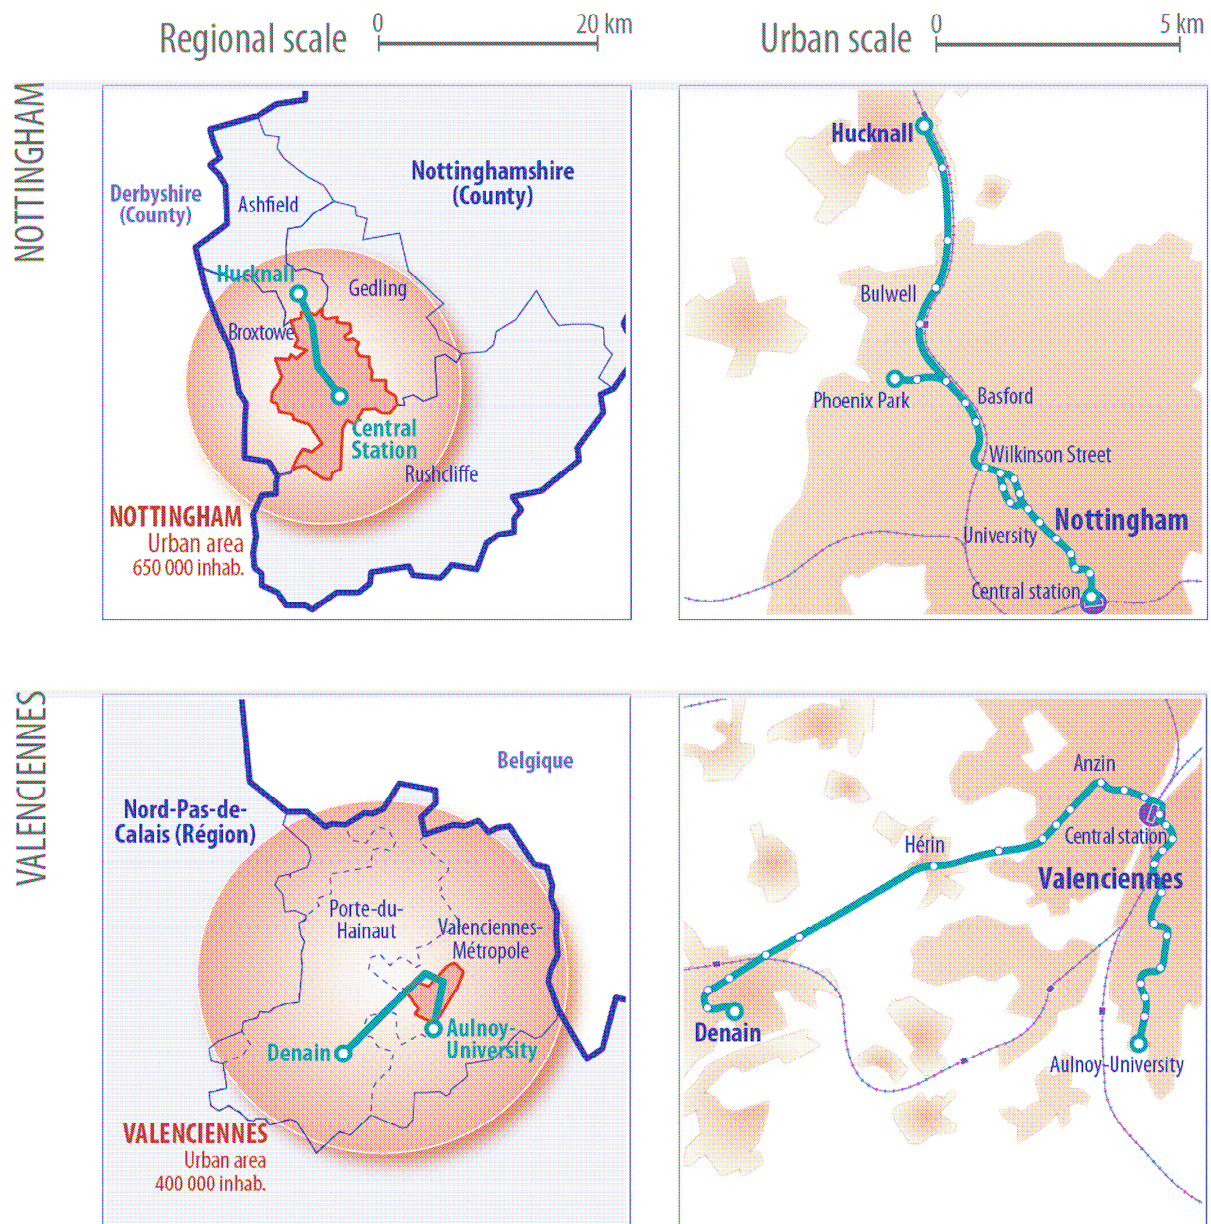 Regional scale
0
20 km
Urban scale
0
5 km
NOTTINGHAM
Derbyshire
(County)
Ashfield
Nottinghamshire
(County)
Hucknall
Gedling
Broxtowe
Central
Station
Rushcliffe
NOTTINGHAM
Urban area
650 000 inhab.
Hucknall
Bulwell
Phoenix Park
Basford
Wilkinson Street
Nottingham
University
Central station
VALENCIENNES
Belgique
Nord-Pas-de-
Calais (Région)
Porte-du-
Hainaut
Valenciennes-
Métropole
Denain
Aulnoy-
University
VALENCIENNES
Urban area
400 000 inhab.
Anzin
Central station
Hérin
Valenciennes
Denain
Aulnoy-University